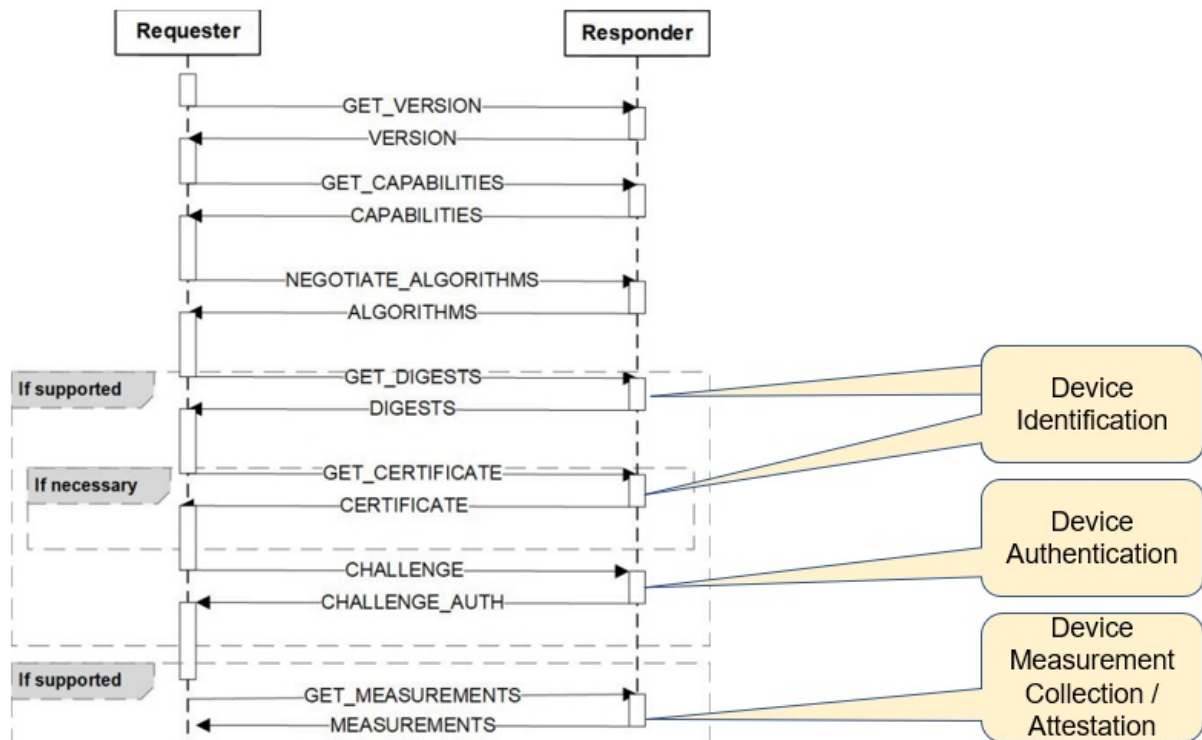 Requester
Responder
GET_VERSION
VERSION
GET_CAPABILITIES
CAPABILITIES
NEGOTIATE_ALGORITHMS
ALGORITHMS
If supported
GET_DIGESTS
DIGESTS
Device
Identification
If necessary
GET_CERTIFICATE
CERTIFICATE
Device
Authentication
CHALLENGE
CHALLENGE_AUTH
If supported
GET_MEASUREMENTS
MEASUREMENTS
Device
Measurement
Collection /
Attestation